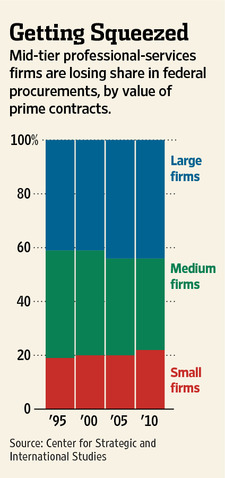 Getting Squeezed
Mid-tier professional-services
firms are losing share in federal
procurements, by value of
prime contracts.
100%
80
60
40
20
0
Large
firms
Medium
firms
Small
firms
’95 ’00 ’05 ’10
Source: Center for Strategic and
International Studies